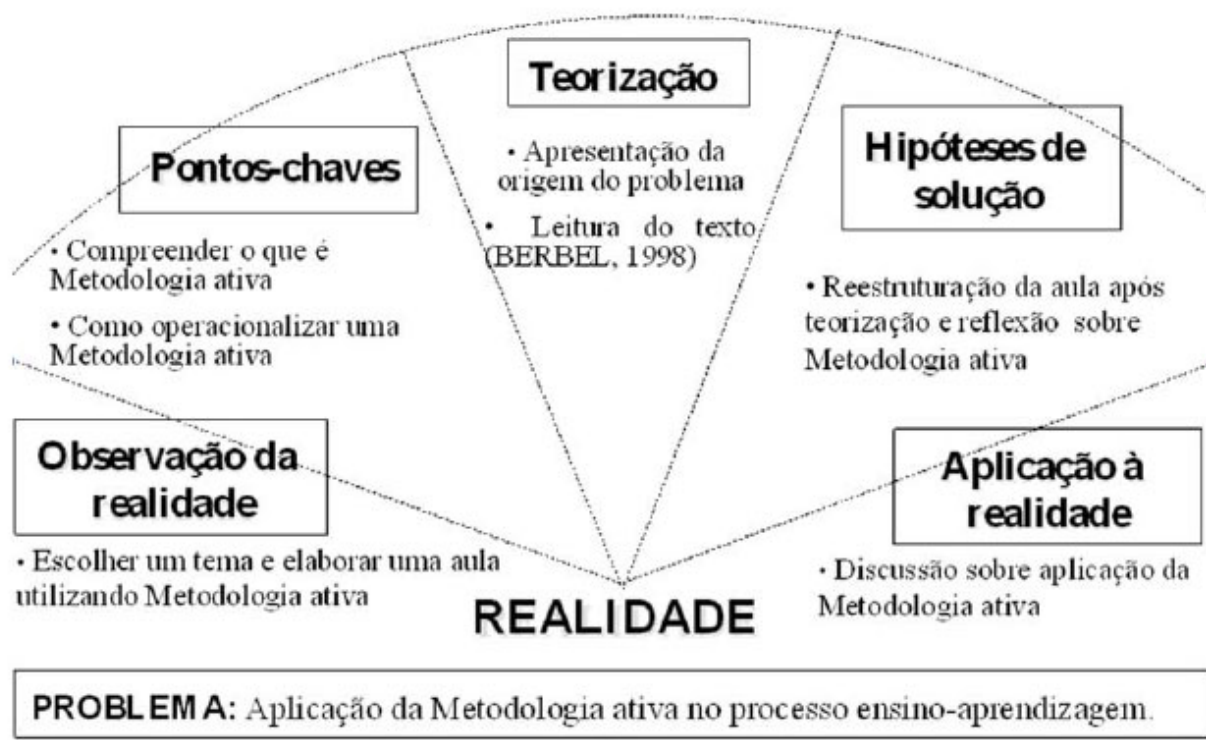 Teorização
• Apresentação da
origem do problema
• Leitura do texto
(BERBEL, 1998)
Pontos-chaves
• Compreender o que é
Metodologia ativa
• Como operacionalizar uma
Metodologia ativa
Hipóteses de
solução
• Reestruturação da aula após
teorização e reflexão sobre
Metodologia ativa
Observação da
realidade
• Escolher um tema e elaborar uma aula
utilizando Metodologia ativa
Aplicação à
realidade
• Discussão sobre aplicação da
Metodologia ativa
REALIDADE
PROBLEMA: Aplicação da Metodologia ativa no processo ensino-aprendizagem.